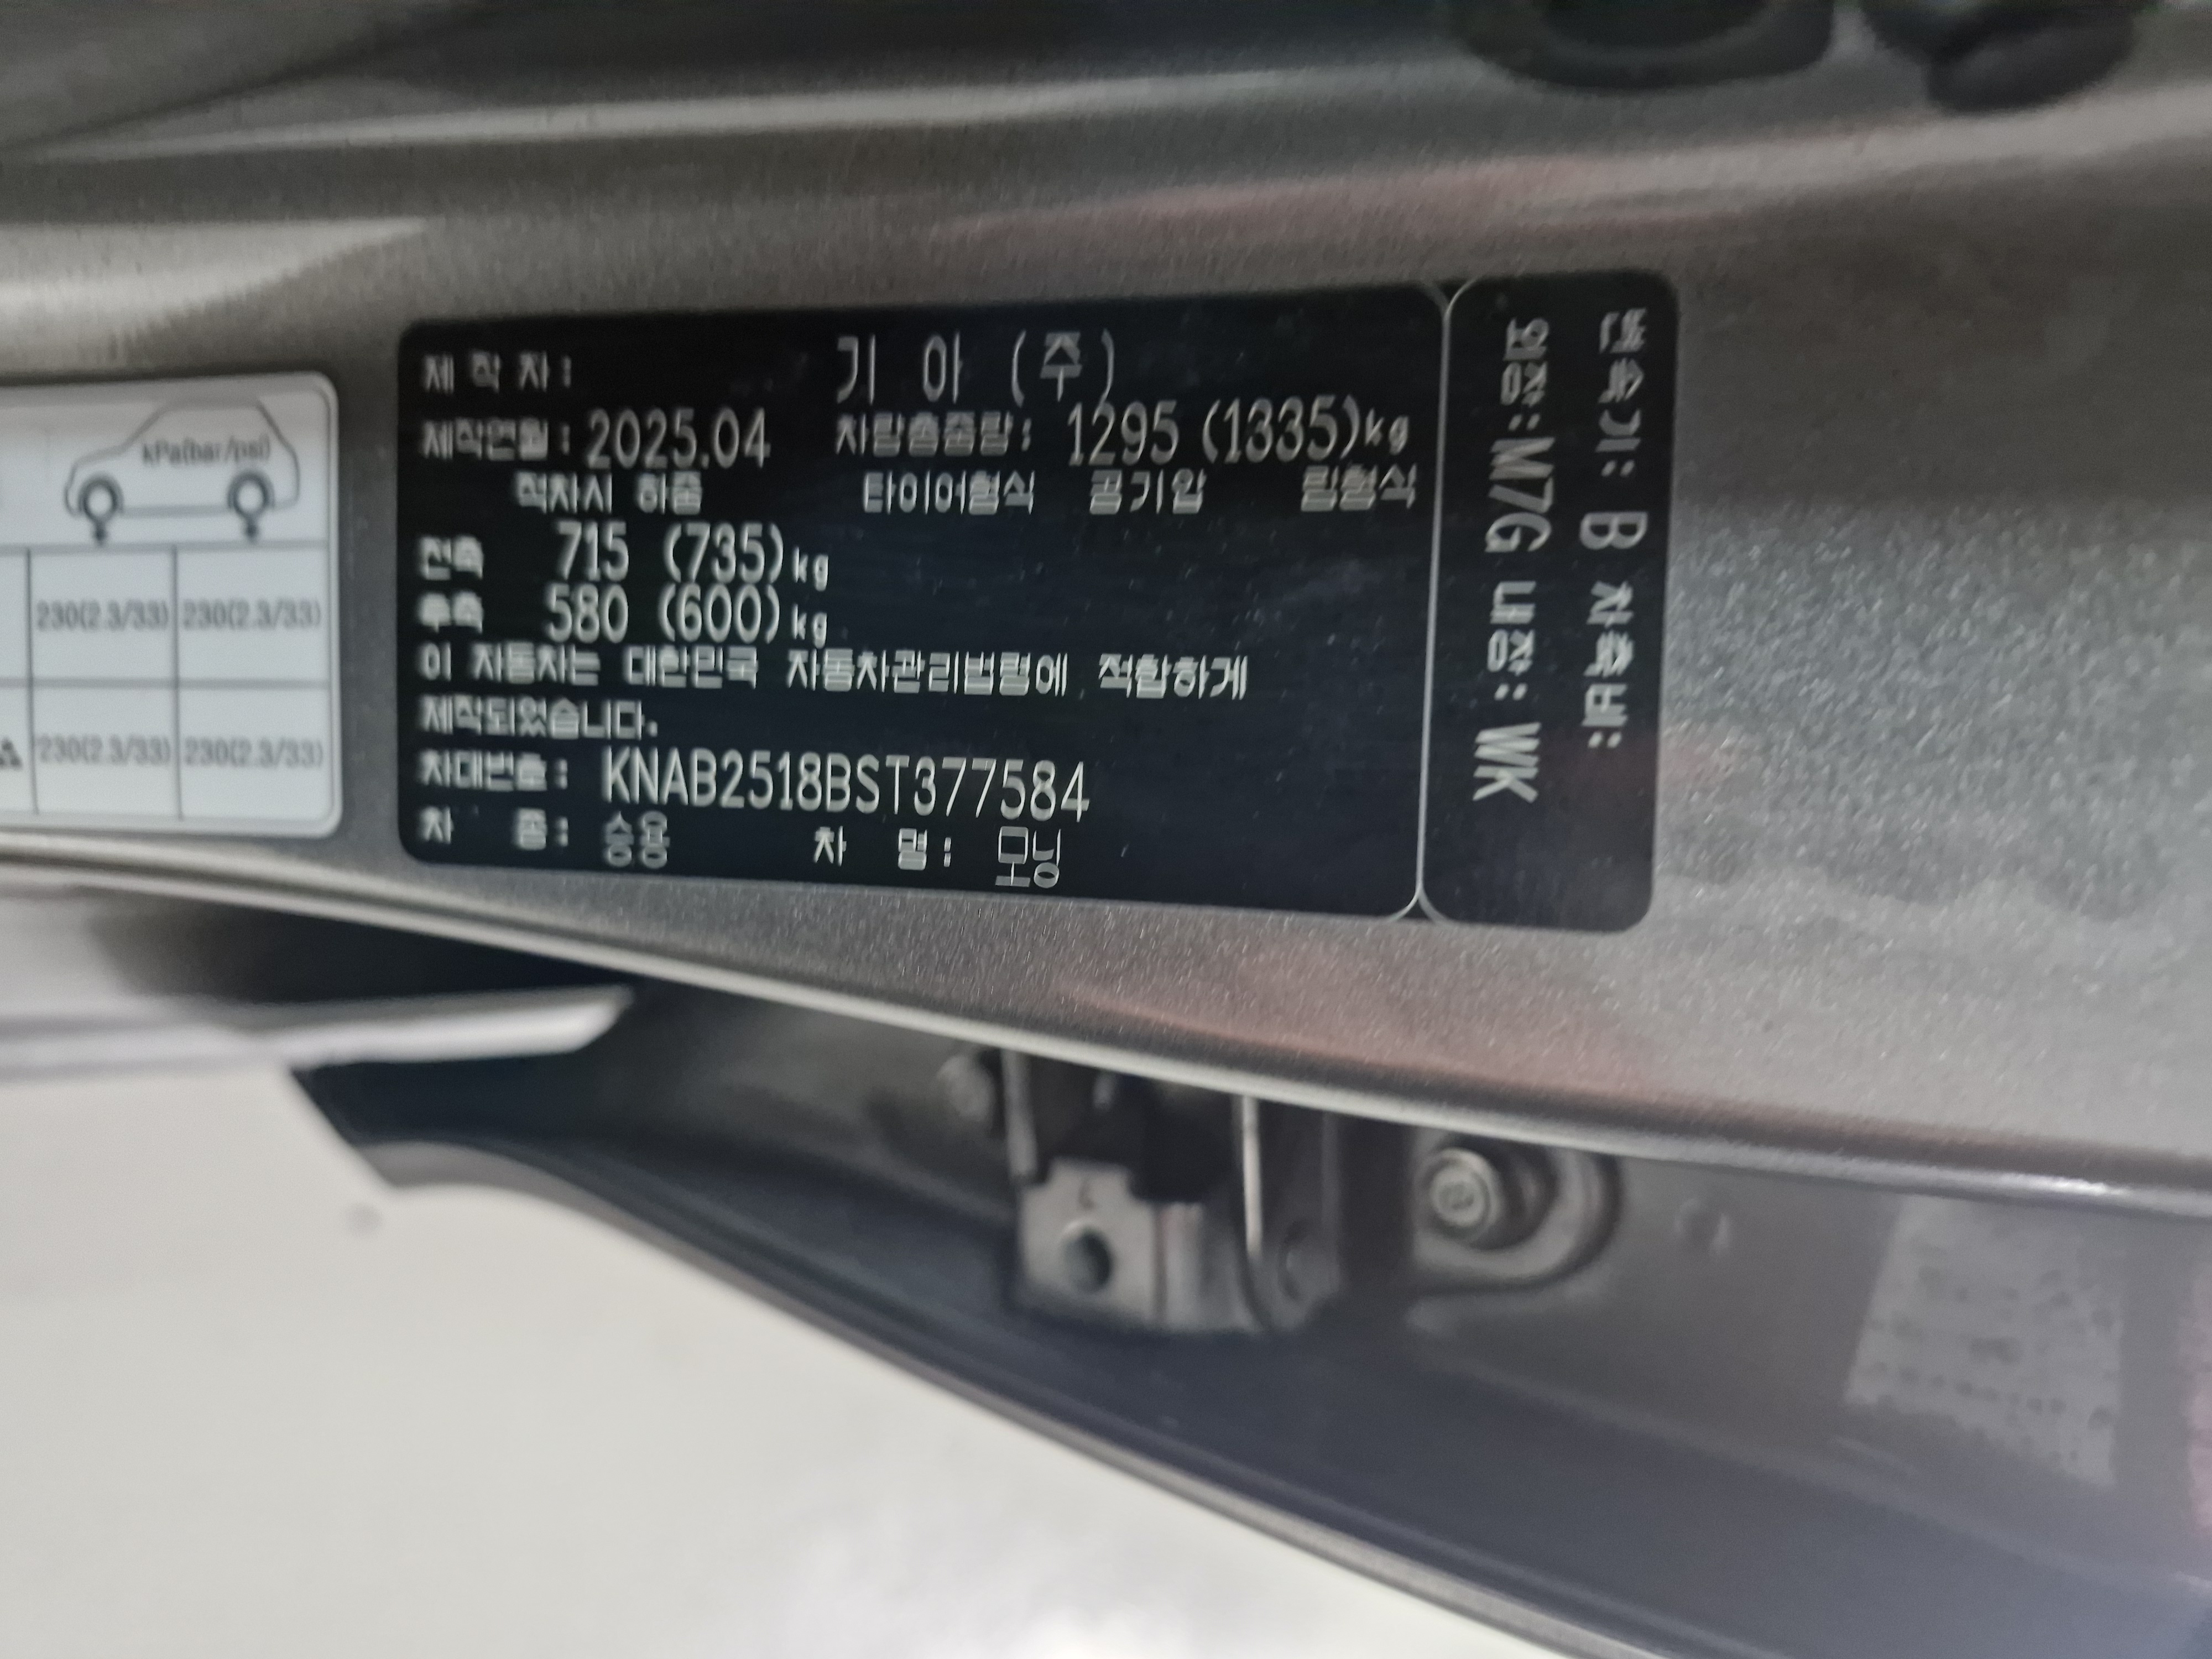 kPa(bar/psi)
230(2.3/33) 230(2.3/33)
230(2.3/33) 230(2.3/33)
제 작 자: 기 아 (주)
제작연월: 2025.04 차량총중량: 1295 (1335)kg
적차시 하중 타이어형식 공기압 림형식
전축 715 (735)kg
후축 580 (600)kg
이 자동차는 대한민국 자동차관리법령에 적합하게
제작되었습니다.
차대번호: KNAB2518BST377584
차 종: 승용 차 명: 모닝
변속기: B 차축비:
외장:M7G 내장: WK